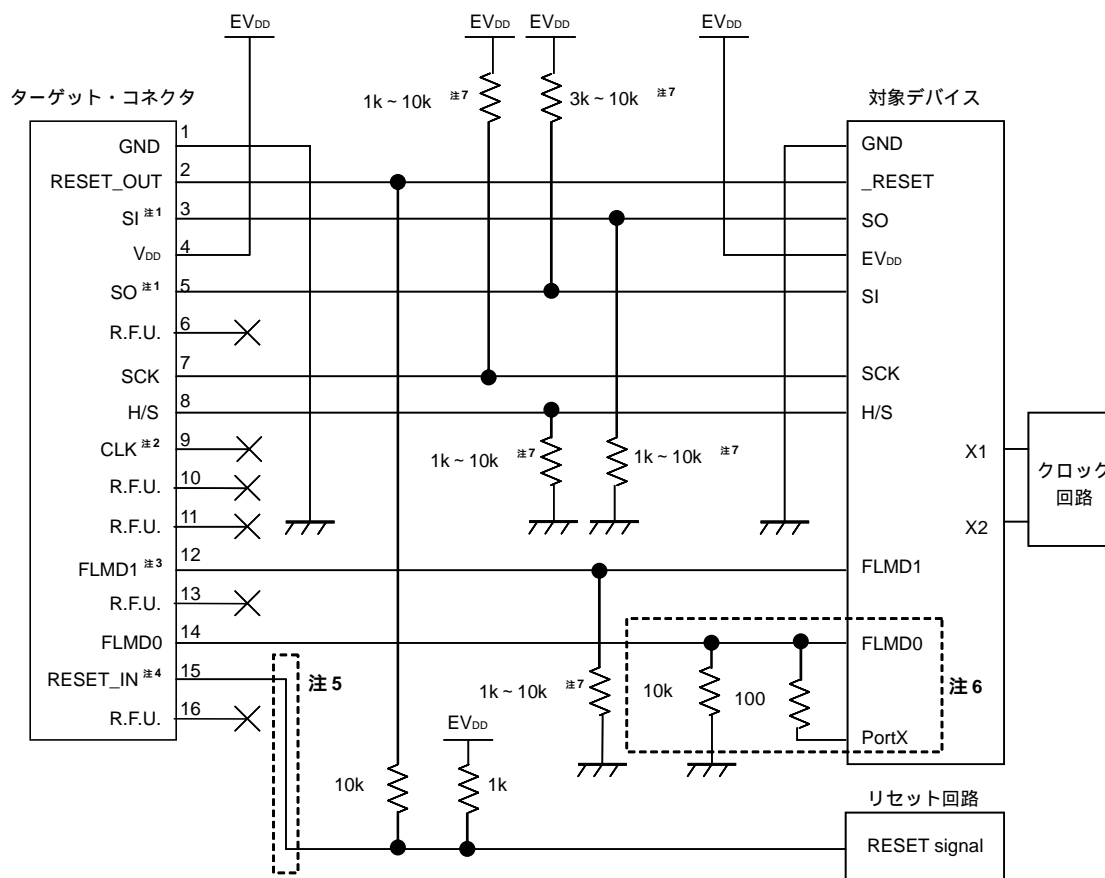 EVDD
EVDD
EVDD
EVDD
ターゲット・コネクタ
1k ~ 10k 注7
3k ~ 10k 注7
対象デバイス
GND
1
GND
RESET_OUT
2
_RESET
SI 注1
3
SO
VDD
4
EVDD
SO 注1
5
SI
R.F.U.
6
SCK
7
SCK
H/S
8
H/S
CLK 注2
9
1k ~ 10k 注7
1k ~ 10k 注7
X1
クロック
回路
R.F.U.
10
R.F.U.
11
X2
FLMD1 注3
12
FLMD1
R.F.U.
13
FLMD0
14
FLMD0
RESET_IN 注4
15
注5
1k ~ 10k 注7
10k
100
注6
R.F.U.
16
EVDD
PortX
10k
1k
リセット回路
RESET signal